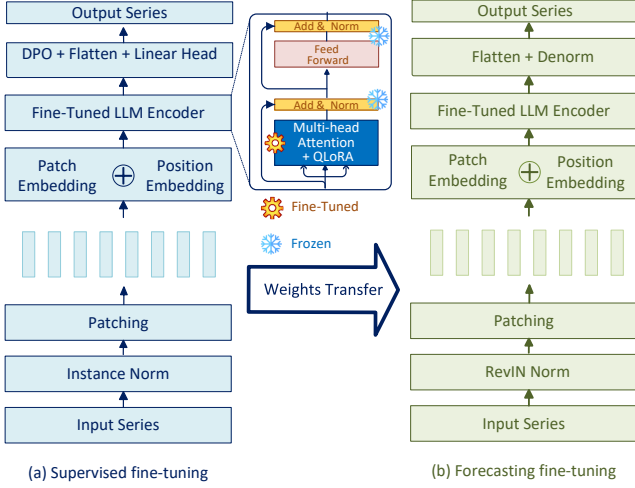 Output Series
DPO + Flatten + Linear Head
Fine-Tuned LLM Encoder
Patch
Embedding
Position
Embedding
Patching
Instance Norm
Input Series
(a) Supervised fine-tuning
Add & Norm
Feed
Forward
Add & Norm
Multi-head
Attention
+ QLoRA
Fine-Tuned
Frozen
Weights Transfer
Output Series
Flatten + Denorm
Fine-Tuned LLM Encoder
Patch
Embedding
Position
Embedding
Patching
RevIN Norm
Input Series
(b) Forecasting fine-tuning